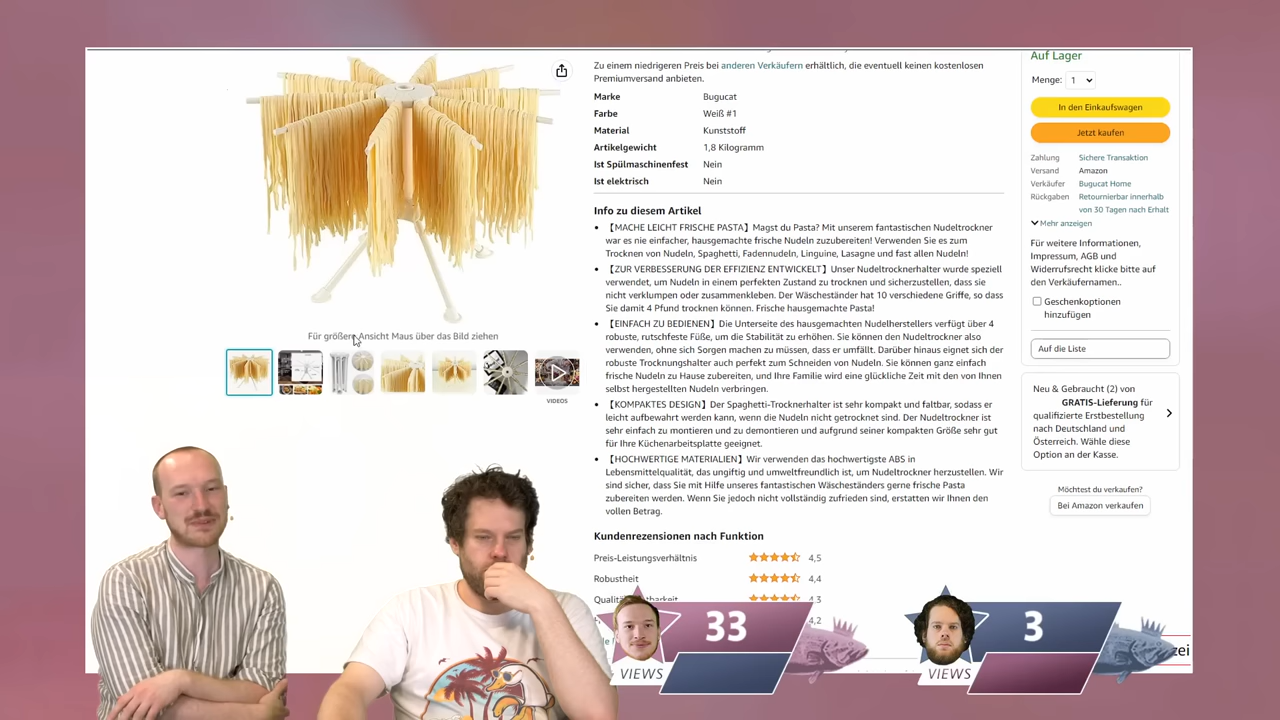 Zu einem niedrigeren Preis bei anderen Verkäufern erhältlich, die eventuell keinen kostenlosen
Premiumversand anbieten.
Marke Bugucat
Farbe Weiß #1
Material Kunststoff
Artikelgewicht 1,8 Kilogramm
Ist Spülmaschinenfest Nein
Ist elektrisch Nein
Info zu diesem Artikel
• 【MACHE LEICHT FRISCHE PASTA】Magst du Pasta? Mit unserem fantastischen Nudeltrockner
war es nie einfacher, hausgemachte frische Nudeln zuzubereiten! Verwenden Sie es zum
Trocknen von Nudeln, Spaghetti, Fadennudeln, Linguine, Lasagne und fast allen Nudeln!
• 【ZUR VERBESSERUNG DER EFFIZIENZ ENTWICKELT】Unser Nudeltrocknerhalter wurde speziell
verwendet, um Nudeln in einem perfekten Zustand zu trocknen und sicherzustellen, dass sie
nicht verklumpen oder zusammenkleben. Der Wäscheständer hat 10 verschiedene Griffe, so dass
Sie damit 4 Pfund trocknen können. Frische hausgemachte Pasta!
• 【EINFACH ZU BEDIENEN】Die Unterseite des hausgemachten Nudelherstellers verfügt über 4
robuste, rutschfeste Füße, um die Stabilität zu erhöhen. Sie können den Nudeltrockner also
verwenden, ohne sich Sorgen machen zu müssen, dass er umfällt. Darüber hinaus eignet sich der
robuste Trocknungshalter auch perfekt zum Schneiden von Nudeln. Sie können ganz einfach
frische Nudeln zu Hause zubereiten, und Ihre Familie wird eine glückliche Zeit mit den von Ihnen
selbst hergestellten Nudeln verbringen.
• 【KOMPAKTES DESIGN】Der Spaghetti-Trocknerhalter ist sehr kompakt und faltbar, sodass er
leicht aufbewahrt werden kann, wenn die Nudeln nicht getrocknet sind. Der Nudeltrockner ist
sehr einfach zu montieren und zu demontieren und aufgrund seiner kompakten Größe sehr gut
für Ihre Küchenarbeitsplatte geeignet.
• 【HOCHWERTIGE MATERIALIEN】Wir verwenden das hochwertigste ABS in
Lebensmittelqualität, das ungiftig und umweltfreundlich ist, um Nudeltrockner herzustellen. Wir
sind sicher, dass Sie mit Hilfe unseres fantastischen Wäscheständers gerne frische Pasta
zubereiten werden. Wenn Sie jedoch nicht vollständig zufrieden sind, erstatten wir Ihnen den
vollen Betrag.
Kundenrezensionen nach Funktion
Preis-Leistungsverhältnis 4,5
Robustheit 4,4
4,3
4,2
Für größere Ansicht Maus über das Bild ziehen
VIDEOS
Auf Lager
Menge: 1
In den Einkaufswagen
Jetzt kaufen
Zahlung Sichere Transaktion
Versand Amazon
Verkäufer Bugucat Home
Rückgaben Retournierbar innerhalb
von 30 Tagen nach Erhalt
Mehr anzeigen
Für weitere Informationen,
Impressum, AGB und
Widerrufsrecht klicke bitte auf
den Verkäufernamen..
Geschenkoptionen
hinzufügen
Auf die Liste
Neu & Gebraucht (2) von
GRATIS-Lieferung für
qualifizierte Erstbestellung
nach Deutschland und
Österreich. Wähle diese
Option an der Kasse.
Möchtest du verkaufen?
Bei Amazon verkaufen
33
VIEWS
3
VIEWS